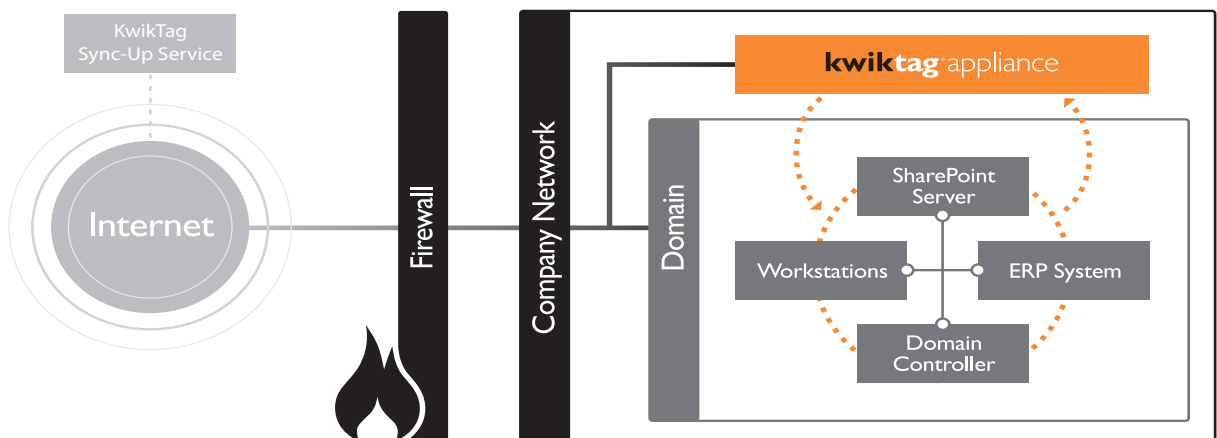 KwikTag
Sync-Up Service
Internet
Firewall
Company Network
kwiktag® appliance
Domain
SharePoint
Server
Workstations
ERP System
Domain
Controller